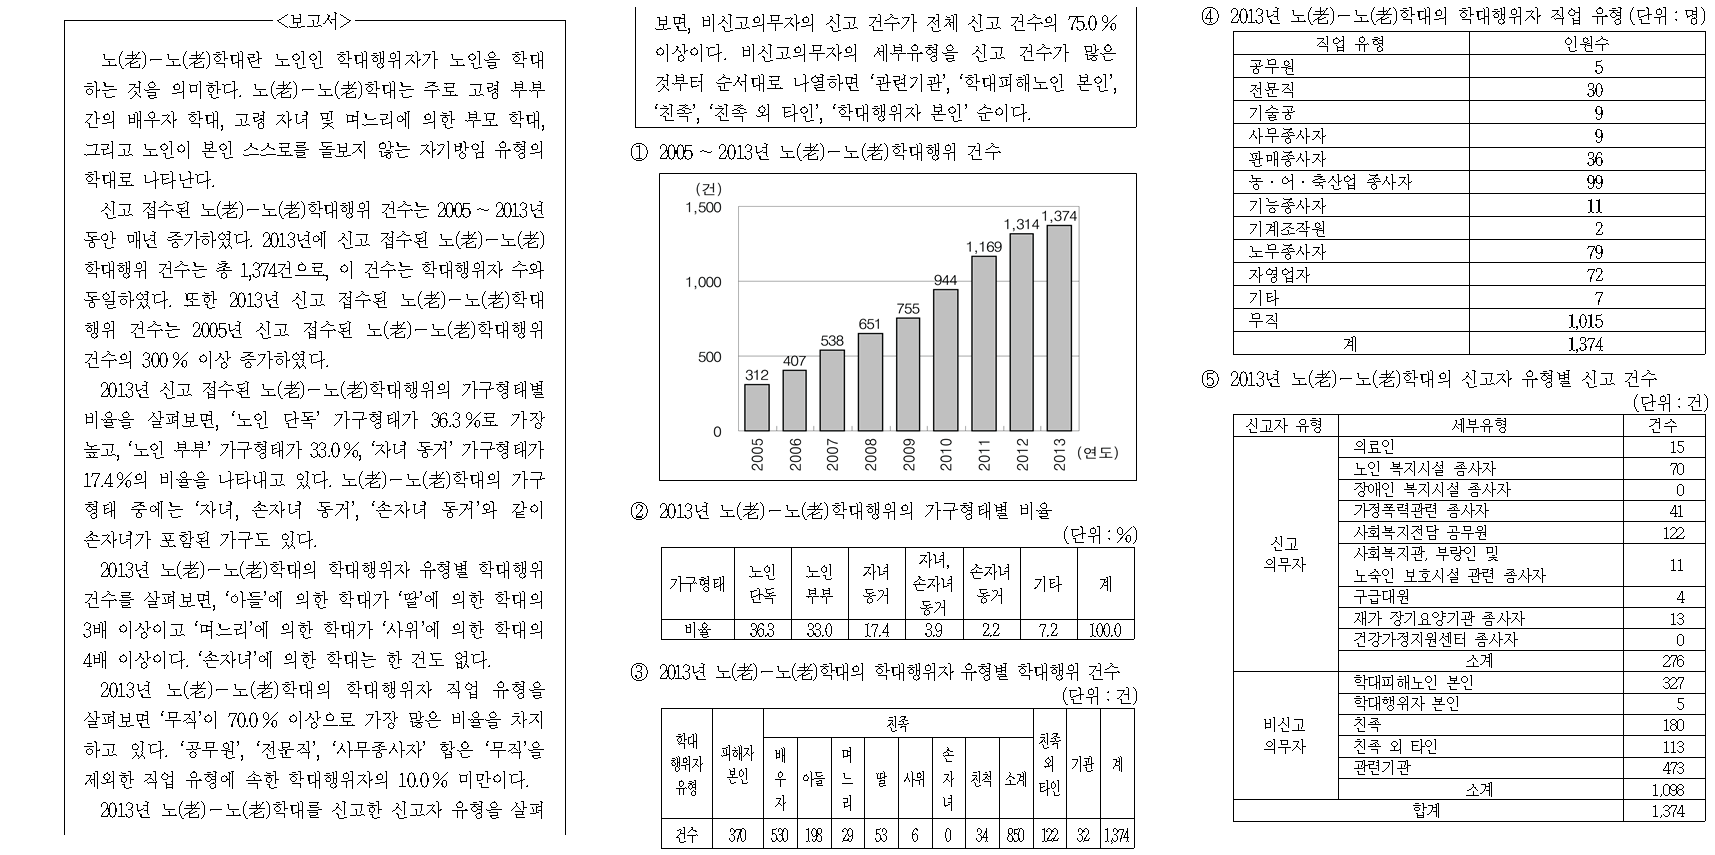 <보고서>
노(老)－노(老)학대란 노인인 학대행위자가 노인을 학대
하는 것을 의미한다. 노(老)－노(老)학대는 주로 고령 부부
간의 배우자 학대, 고령 자녀 및 며느리에 의한 부모 학대,
그리고 노인이 본인 스스로를 돌보지 않는 자기방임 유형의
학대로 나타난다.
신고 접수된 노(老)－노(老)학대행위 건수는 2005 ~ 2013년
동안 매년 증가하였다. 2013년에 신고 접수된 노(老)－노(老)
학대행위 건수는 총 1,374건으로, 이 건수는 학대행위자 수와
동일하였다. 또한 2013년 신고 접수된 노(老)－노(老)학대
행위 건수는 2005년 신고 접수된 노(老)－노(老)학대행위
건수의 300 % 이상 증가하였다.
2013년 신고 접수된 노(老)－노(老)학대행위의 가구형태별
비율을 살펴보면, ‘노인 단독’ 가구형태가 36.3 %로 가장
높고, ‘노인 부부’ 가구형태가 33.0 %, ‘자녀 동거’ 가구형태가
17.4 %의 비율을 나타내고 있다. 노(老)－노(老)학대의 가구
형태 중에는 ‘자녀, 손자녀 동거’, ‘손자녀 동거’와 같이
손자녀가 포함된 가구도 있다.
2013년 노(老)－노(老)학대의 학대행위자 유형별 학대행위
건수를 살펴보면, ‘아들’에 의한 학대가 ‘딸’에 의한 학대의
3배 이상이고 ‘며느리’에 의한 학대가 ‘사위’에 의한 학대의
4배 이상이다. ‘손자녀’에 의한 학대는 한 건도 없다.
2013년 노(老)－노(老)학대의 학대행위자 직업 유형을
살펴보면 ‘무직’이 70.0 % 이상으로 가장 많은 비율을 차지
하고 있다. ‘공무원’, ‘전문직’, ‘사무종사자’ 합은 ‘무직’을
제외한 직업 유형에 속한 학대행위자의 10.0 % 미만이다.
2013년 노(老)－노(老)학대를 신고한 신고자 유형을 살펴
보면, 비신고의무자의 신고 건수가 전체 신고 건수의 75.0 %
이상이다. 비신고의무자의 세부유형을 신고 건수가 많은
것부터 순서대로 나열하면 ‘관련기관’, ‘학대피해노인 본인’,
‘친족’, ‘친족 외 타인’, ‘학대행위자 본인’ 순이다.
① 2005 ~ 2013년 노(老)－노(老)학대행위 건수
(건)
1,500
1,000
500
0
312 407 538 651 755 944 1,169 1,314 1,374
2005 2006 2007 2008 2009 2010 2011 2012 2013 (연도)
② 2013년 노(老)－노(老)학대행위의 가구형태별 비율
(단위 : %)
가구형태 노인 단독 노인 부부 자녀 동거 자녀, 손자녀 동거 손자녀 동거 기타 계
비율 36.3 33.0 17.4 3.9 2.2 7.2 100.0
③ 2013년 노(老)－노(老)학대의 학대행위자 유형별 학대행위 건수
(단위 : 건)
학대 행위자 유형 피해자 본인 친족 배우자 아들 며느리 딸 사위 손자녀 친척 소계 친족 외 타인 기관 계
건수 370 530 198 29 53 6 0 34 850 122 32 1,374
④ 2013년 노(老)－노(老)학대의 학대행위자 직업 유형 (단위 : 명)
직업 유형 인원수
공무원 5
전문직 30
기술공 9
사무종사자 9
판매종사자 36
농·어·축산업 종사자 99
기능종사자 11
기계조작원 2
노무종사자 79
자영업자 72
기타 7
무직 1,015
계 1,374
⑤ 2013년 노(老)－노(老)학대의 신고자 유형별 신고 건수
(단위 : 건)
신고자 유형 세부유형 건수
신고 의무자
의료인 15
노인 복지시설 종사자 70
장애인 복지시설 종사자 0
가정폭력관련 종사자 41
사회복지전담 공무원 122
사회복지관, 부랑인 및
노숙인 보호시설 관련 종사자 11
구급대원 4
재가 장기요양기관 종사자 13
건강가정지원센터 종사자 0
소계 276
비신고 의무자
학대피해노인 본인 327
학대행위자 본인 5
친족 180
친족 외 타인 113
관련기관 473
소계 1,098
합계 1,374